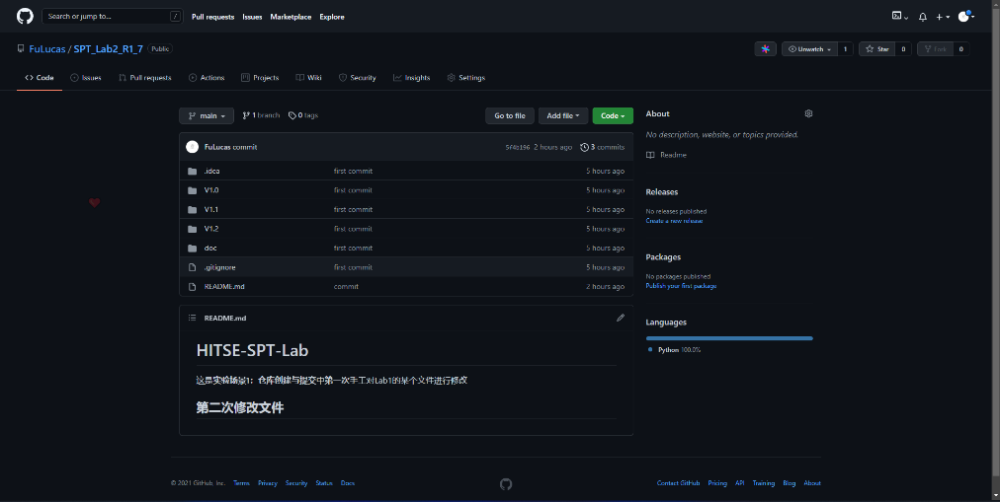 Search or jump to... /
Pull requests Issues Marketplace Explore
FuLucas / SPT_Lab2_R1_7 Public
Unwatch 1 Star 0 Fork 0
Code Issues Pull requests Actions Projects Wiki Security Insights Settings
main 1 branch 0 tags
Go to file Add file Code
FuLucas commit 5f4b196 2 hours ago 3 commits
.idea first commit 5 hours ago
V1.0 first commit 5 hours ago
V1.1 first commit 5 hours ago
V1.2 first commit 5 hours ago
doc first commit 5 hours ago
.gitignore first commit 5 hours ago
README.md commit 2 hours ago
README.md
HITSE-SPT-Lab
这是实验场景1：仓库创建与提交中第一次手工对Lab1的某个文件进行修改
第二次修改文件
About
No description, website, or topics provided.
Readme
Releases
No releases published
Create a new release
Packages
No packages published
Publish your first package
Languages
Python 100.0%
© 2021 GitHub, Inc. Terms Privacy Security Status Docs
Contact GitHub Pricing API Training Blog About